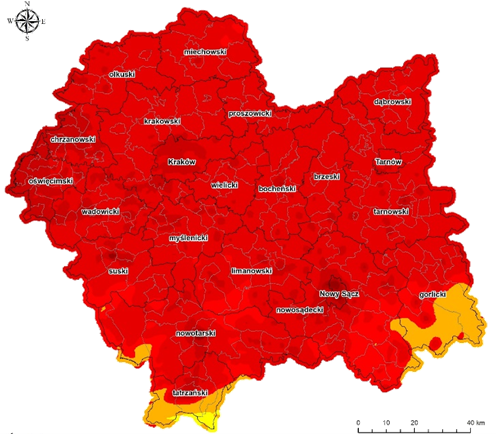 N
W E
S
miechowski
olkuski
dąbrowski
proszowicki
krakowski
chrzanowski
Kraków
Tarnów
brzeski
oświęcimski
wielicki
bocheński
wadowicki
tarnowski
myślenicki
suski
limanowski
Nowy Sącz
gorlicki
nowosądecki
nowotarski
tatrzański
0 10 20 40 km